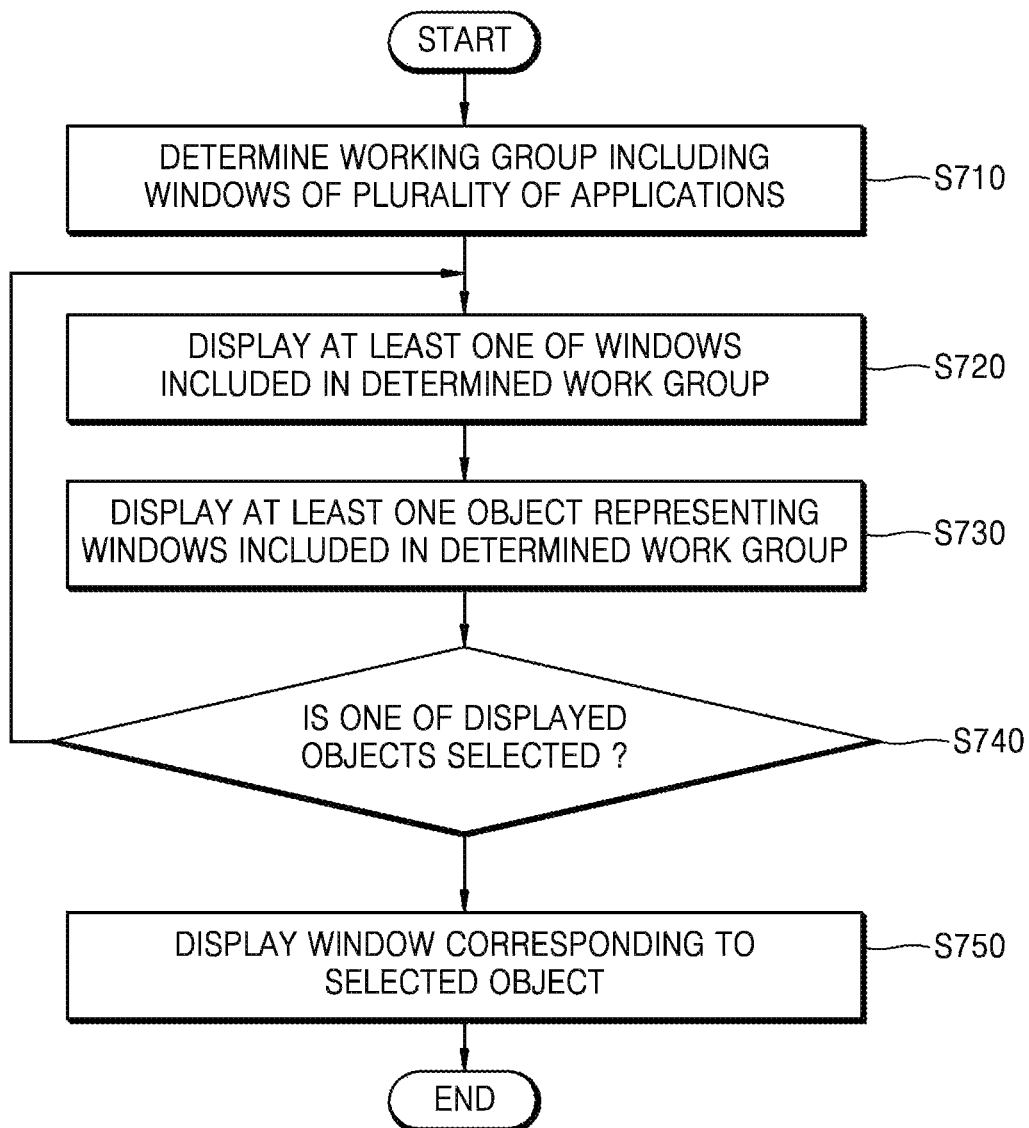 START
DETERMINE WORKING GROUP INCLUDING
WINDOWS OF PLURALITY OF APPLICATIONS
S710
DISPLAY AT LEAST ONE OF WINDOWS
INCLUDED IN DETERMINED WORK GROUP
S720
DISPLAY AT LEAST ONE OBJECT REPRESENTING
WINDOWS INCLUDED IN DETERMINED WORK GROUP
S730
IS ONE OF DISPLAYED
OBJECTS SELECTED ?
S740
DISPLAY WINDOW CORRESPONDING TO
SELECTED OBJECT
S750
END